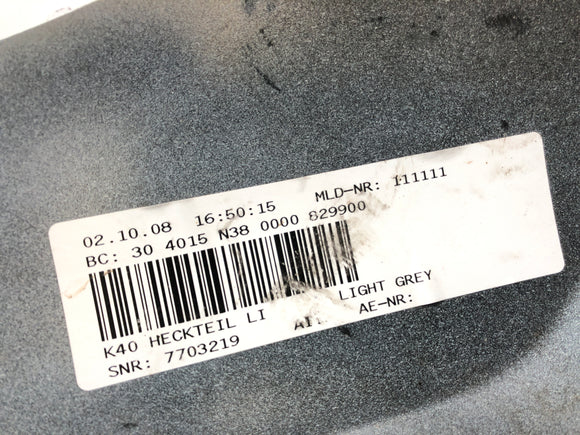 02.10.08 16:50:15 MLD-NR: 111111
BC: 30 4015 N38 0000 829900
K40 HECKTEIL LI LIGHT GREY
SNR: 7703219 AE-NR: